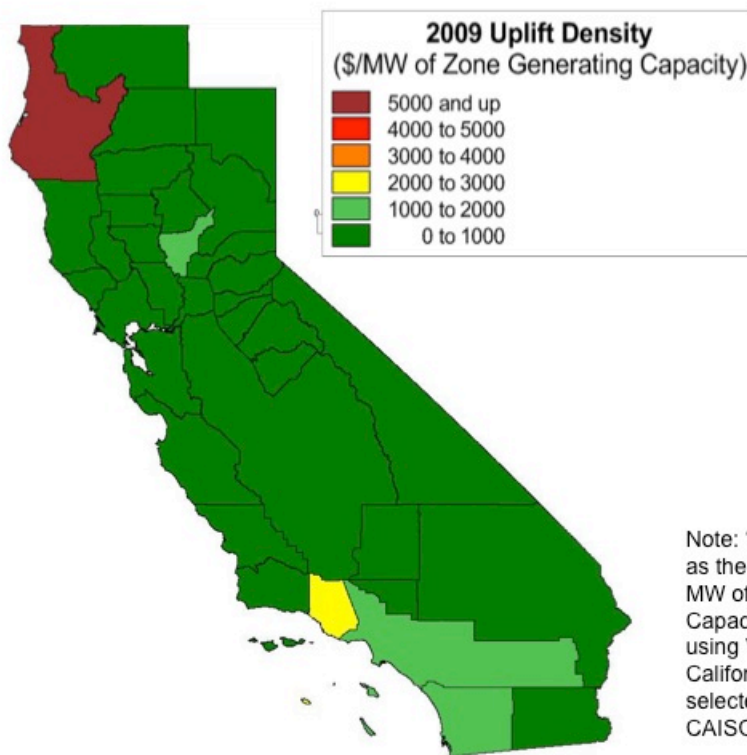 2009 Uplift Density
($/MW of Zone Generating Capacity)
5000 and up
4000 to 5000
3000 to 4000
2000 to 3000
1000 to 2000
0 to 1000
Note:
as the
MW of
Capac
using
Califor
selecte
CAISC